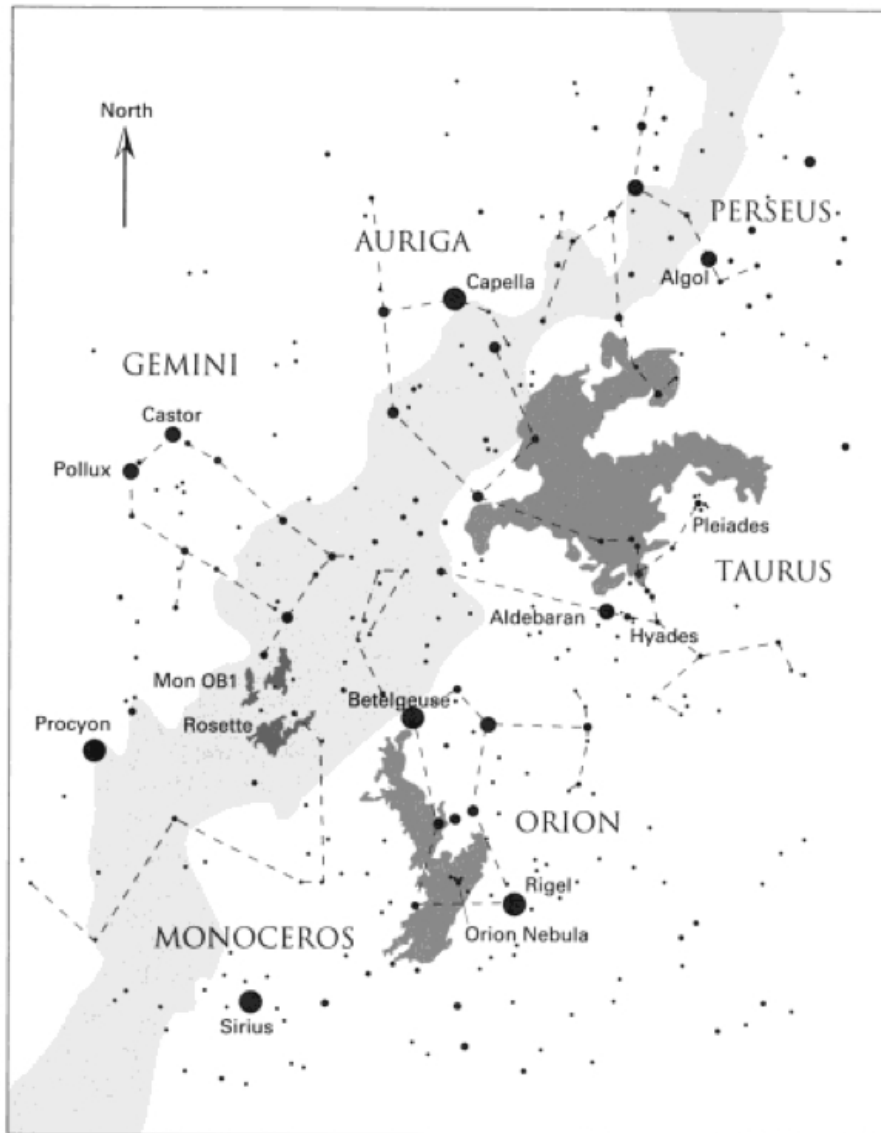 North
PERSEUS
AURIGA
Algol
Capella
GEMINI
Castor
Pollux
Pleiades
TAURUS
Aldebaran
Hyades
Mon OB1
Betelgeuse
Procyon
Rosette
ORION
Rigel
MONOCEROS
Orion Nebula
Sirius